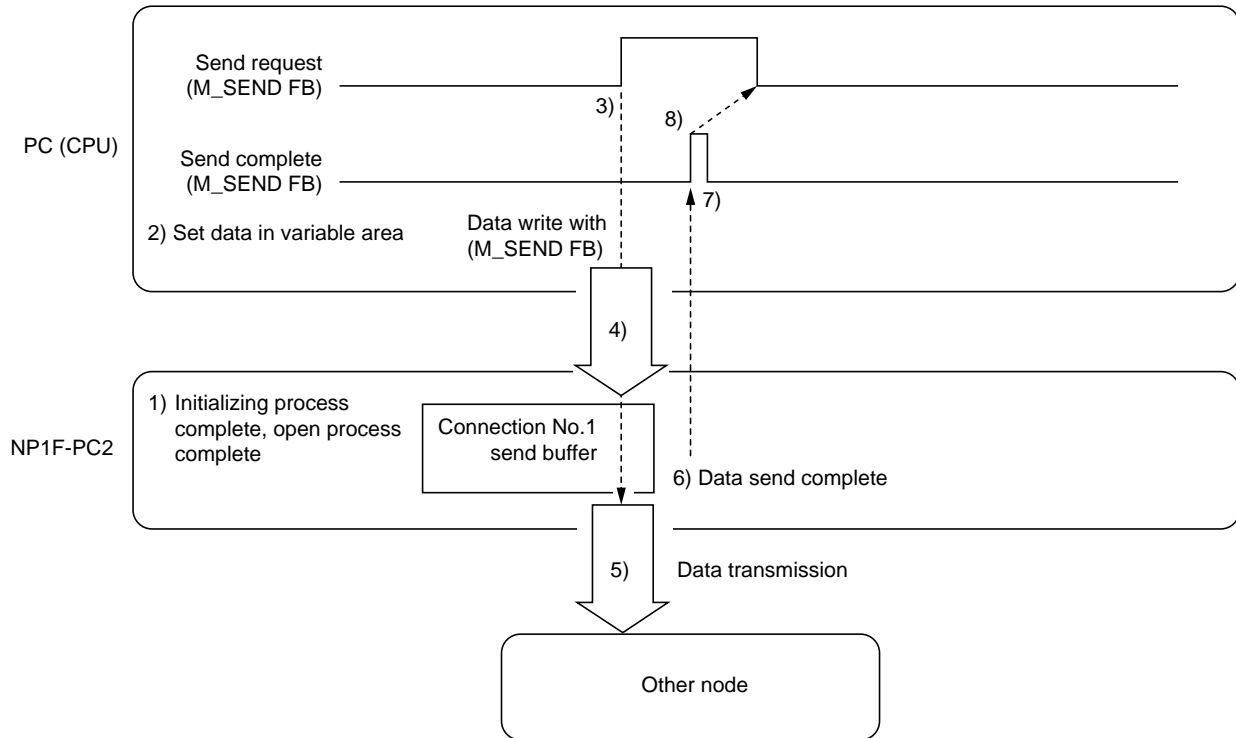 Send request
(M_SEND FB)
3)
8)
PC (CPU)
Send complete
(M_SEND FB)
7)
2) Set data in variable area
Data write with
(M_SEND FB)
4)
NP1F-PC2
1) Initializing process
complete, open process
complete
Connection No.1
send buffer
6) Data send complete
5)
Data transmission
Other node